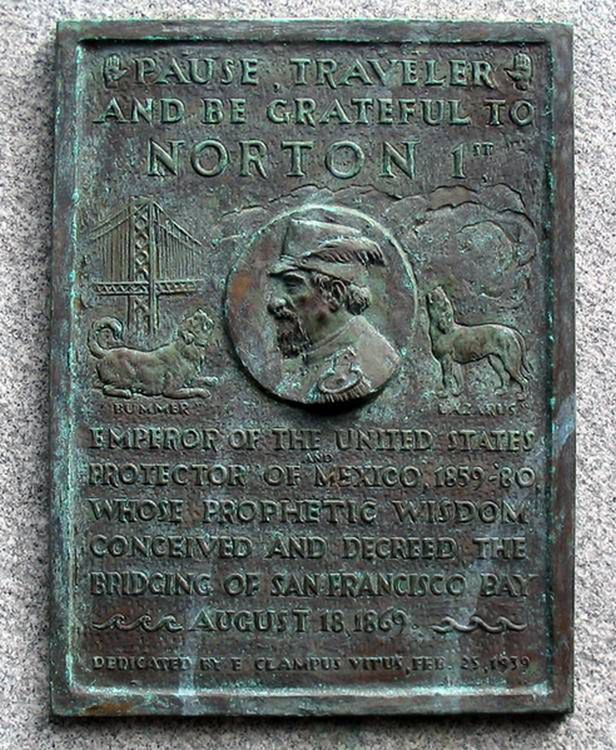 PAUSE, TRAVELER
AND BE GRATEFUL TO
NORTON 1ST
BUMMER
LAZARUS
EMPEROR OF THE UNITED STATES
AND
PROTECTOR OF MEXICO, 1859-80,
WHOSE PROPHETIC WISDOM
CONCEIVED AND DECREED THE
BRIDGING OF SAN FRANCISCO BAY
AUGUST 18, 1869.
DEDICATED BY E CLAMPUS VITUS, FEB. 25, 1939